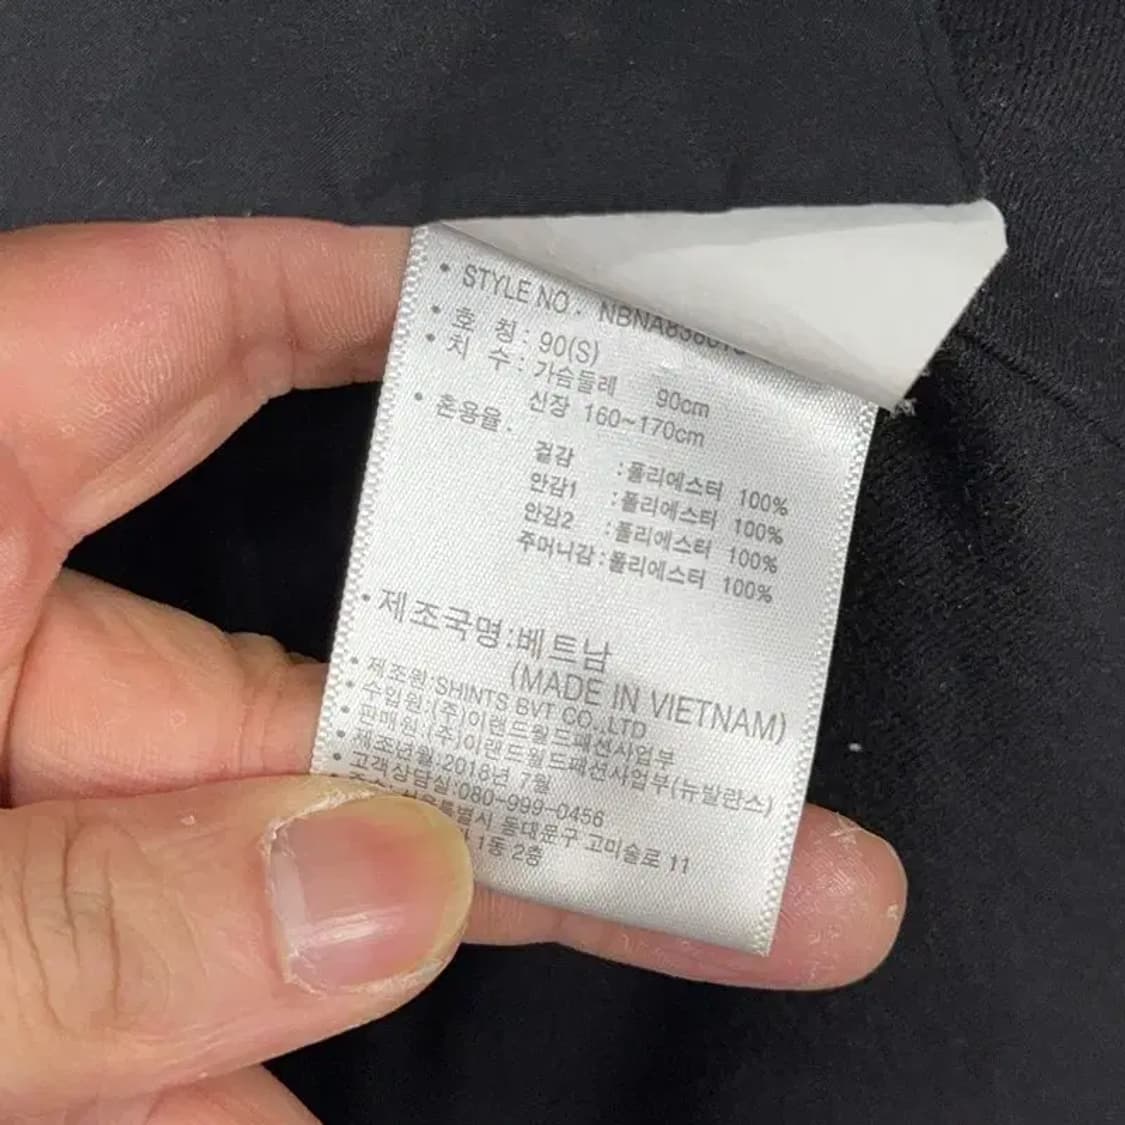 • STYLE NO :
• 호 칭 : 90(S)
• 치 수 : 가슴둘레 90cm
신장 160~170cm
• 혼용율 .
겉감 : 폴리에스터 100%
안감1 : 폴리에스터 100%
안감2 : 폴리에스터 100%
주머니감 : 폴리에스터 100%
• 제조국명:베트남
(MADE IN VIETNAM)
• 제조원:SHINTS BVT CO.,LTD
• 수입원:(주)이랜드월드패션사업부
• 판매원:(주)이랜드월드패션사업부(뉴발란스)
• 제조년월:2018년 7월
• 고객상담실:080-999-0456
• 주소: 서울특별시 동대문구 고미술로 11
1동 2층